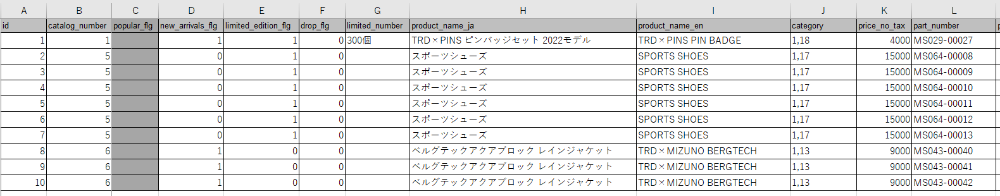 A B C D E F G H I J K L
id catalog_number popular_flg new_arrivals_flg limited_edition_flg drop_flg limited_number product_name_ja product_name_en category price_no_tax part_number
1 1 1 1 0 300個 TRD×PINS ピンバッジセット 2022モデル TRD×PINS PIN BADGE 1,18 4000 MS029-00027
2 5 0 1 0 スポーツシューズ SPORTS SHOES 1,17 15000 MS064-00008
3 5 0 1 0 スポーツシューズ SPORTS SHOES 1,17 15000 MS064-00009
4 5 0 1 0 スポーツシューズ SPORTS SHOES 1,17 15000 MS064-00010
5 5 0 1 0 スポーツシューズ SPORTS SHOES 1,17 15000 MS064-00011
6 5 0 1 0 スポーツシューズ SPORTS SHOES 1,17 15000 MS064-00012
7 5 0 1 0 スポーツシューズ SPORTS SHOES 1,17 15000 MS064-00013
8 6 1 0 0 ベルグテックアクアブロック レインジャケット TRD×MIZUNO BERGTECH 1,13 9000 MS043-00040
9 6 1 0 0 ベルグテックアクアブロック レインジャケット TRD×MIZUNO BERGTECH 1,13 9000 MS043-00041
10 6 1 0 0 ベルグテックアクアブロック レインジャケット TRD×MIZUNO BERGTECH 1,13 9000 MS043-00042